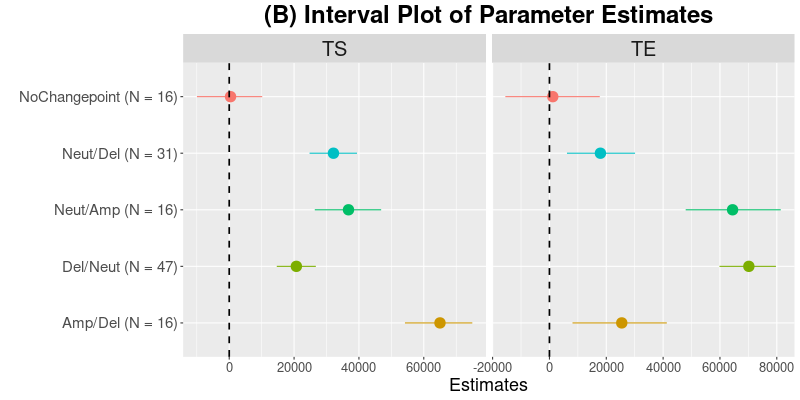 (B) Interval Plot of Parameter Estimates
TS TE
NoChangepoint (N = 16)
Neut/Del (N = 31)
Neut/Amp (N = 16)
Del/Neut (N = 47)
Amp/Del (N = 16)
0 20000 40000 60000 -20000 0 20000 40000 60000 80000
Estimates